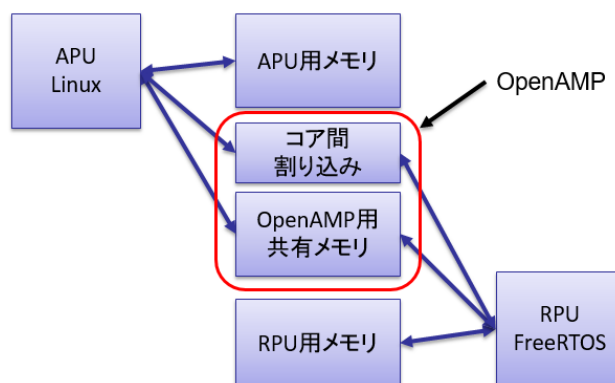 APU
Linux
APU用メモリ
OpenAMP
コア間
割り込み
OpenAMP用
共有メモリ
RPU用メモリ
RPU
FreeRTOS